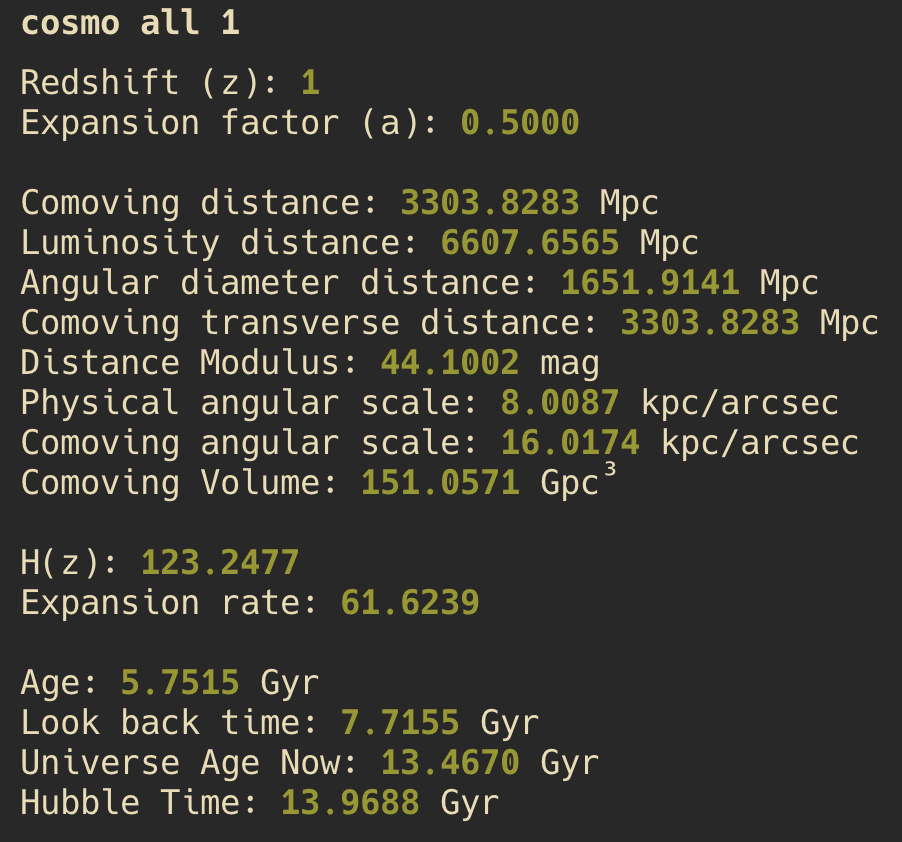 cosmo all 1
Redshift (z): 1
Expansion factor (a): 0.5000
Comoving distance: 3303.8283 Mpc
Luminosity distance: 6607.6565 Mpc
Angular diameter distance: 1651.9141 Mpc
Comoving transverse distance: 3303.8283 Mpc
Distance Modulus: 44.1002 mag
Physical angular scale: 8.0087 kpc/arcsec
Comoving angular scale: 16.0174 kpc/arcsec
Comoving Volume: 151.0571 Gpc³
H(z): 123.2477
Expansion rate: 61.6239
Age: 5.7515 Gyr
Look back time: 7.7155 Gyr
Universe Age Now: 13.4670 Gyr
Hubble Time: 13.9688 Gyr